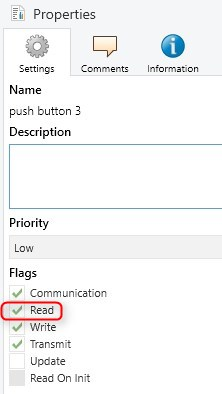 Properties
Settings
Comments
Information
Name
push button 3
Description
Priority
Low
Flags
Communication
Read
Write
Transmit
Update
Read On Init